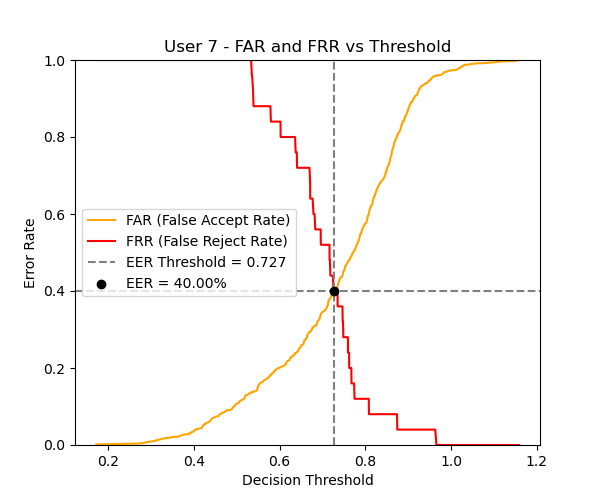 User 7 - FAR and FRR vs Threshold
1.0
0.8
0.6
0.4
0.2
0.0
Error Rate
FAR (False Accept Rate)
FRR (False Reject Rate)
EER Threshold = 0.727
EER = 40.00%
0.2 0.4 0.6 0.8 1.0 1.2
Decision Threshold